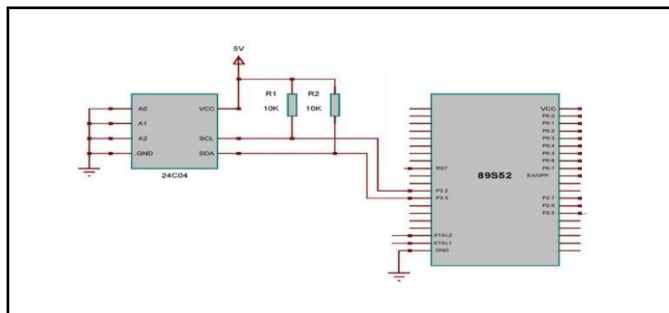 5V
R1
R2
10K
10K
A0
A1
A2
GND
VCC
SCL
SDA
24C04
RST
P3.2
P3.3
XTAL2
XTAL1
GND
89S52
VCC
P0.0
P0.1
P0.2
P0.3
P0.4
P0.5
P0.6
P0.7
EA/VPP
P2.7
P2.6
P2.5